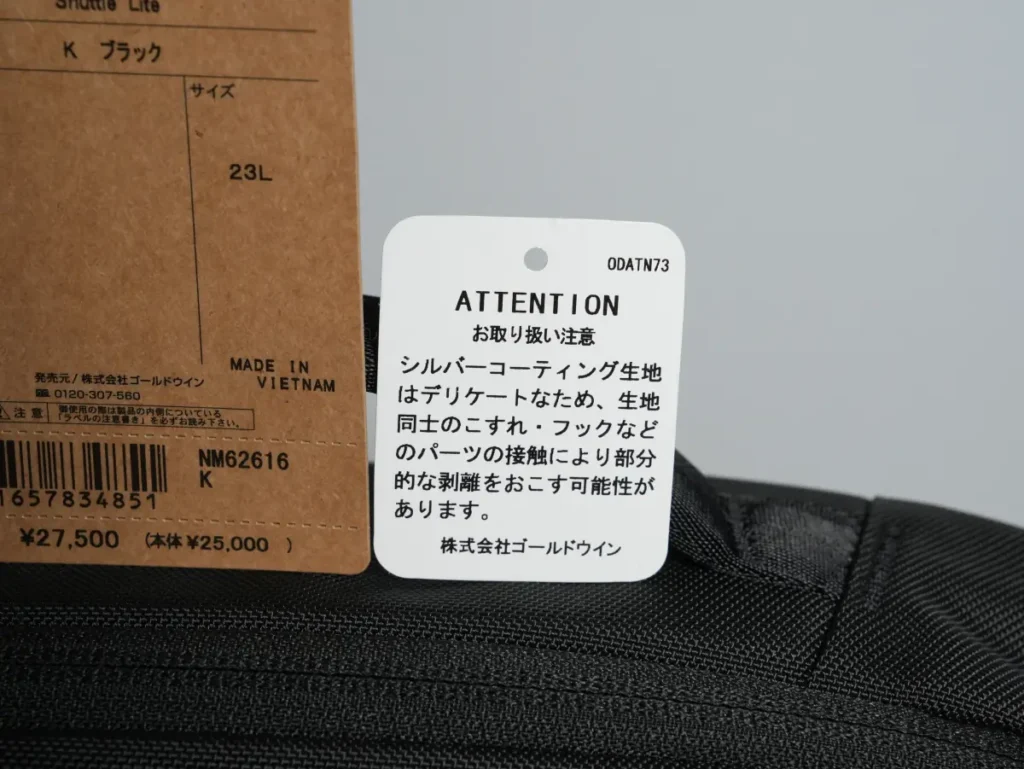 Shuttle Lite
K ブラック
サイズ
23L
MADE IN
VIETNAM
発売元/株式会社ゴールドウイン
☎ 0120-307-560
⚠ 注意
御使用の際は製品の内側についている
「ラベルの注意書き」を必ずお読み下さい。
NM62616
K
1657834851
¥27,500 (本体¥25,000 )
ODATN73
ATTENTION
お取り扱い注意
シルバーコーティング生地
はデリケートなため、生地
同士のこすれ・フックなど
のパーツの接触により部分
的な剥離をおこす可能性が
あります。
株式会社ゴールドウイン